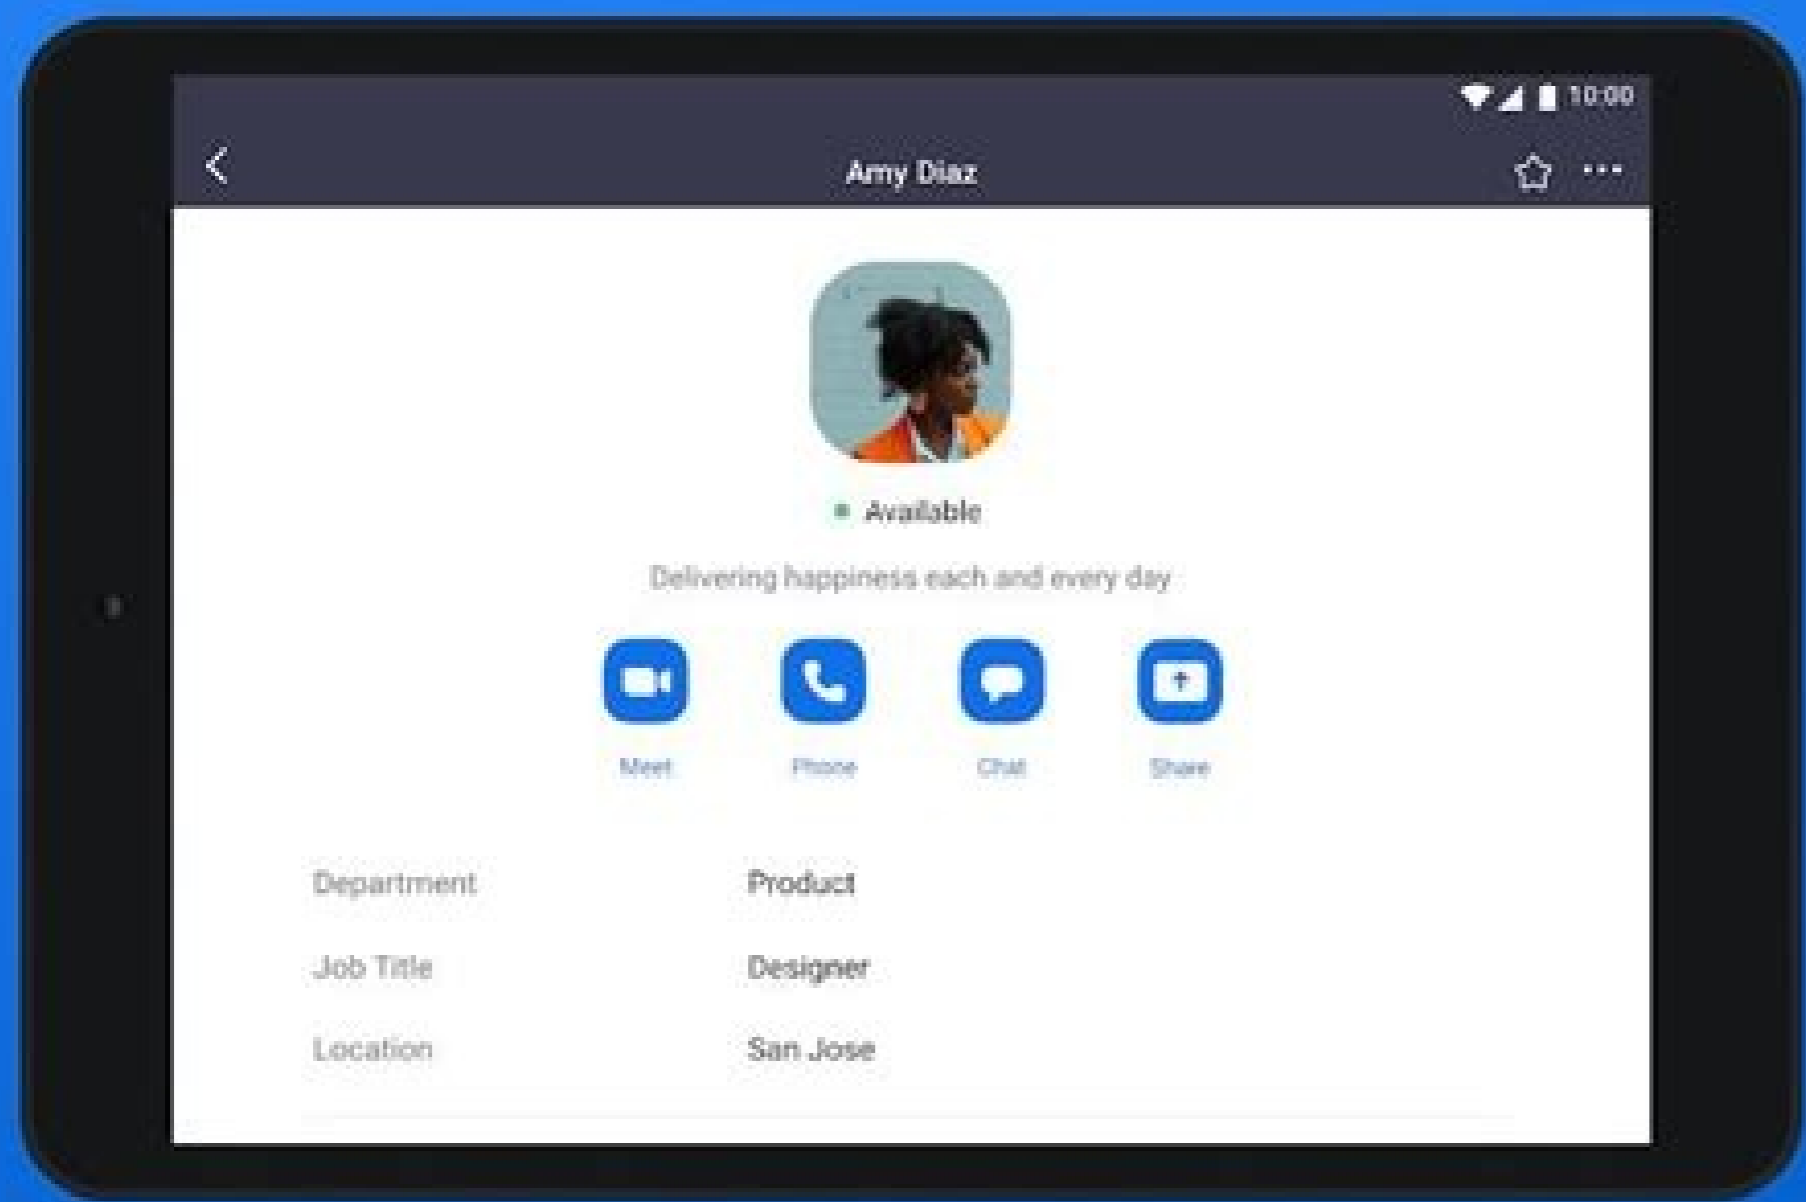 10:00
Amy Diaz
Available
Delivering happiness each and every day
Meet Phone Chat Share
Department Product
Job Title Designer
Location San Jose